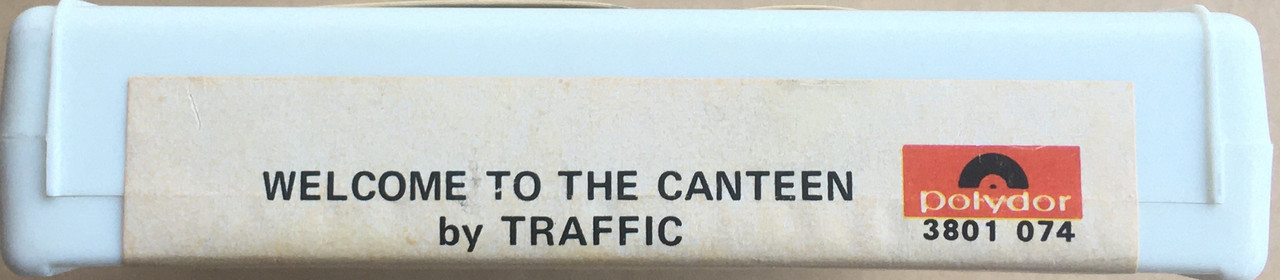 WELCOME TO THE CANTEEN
by TRAFFIC
polydor
3801 074